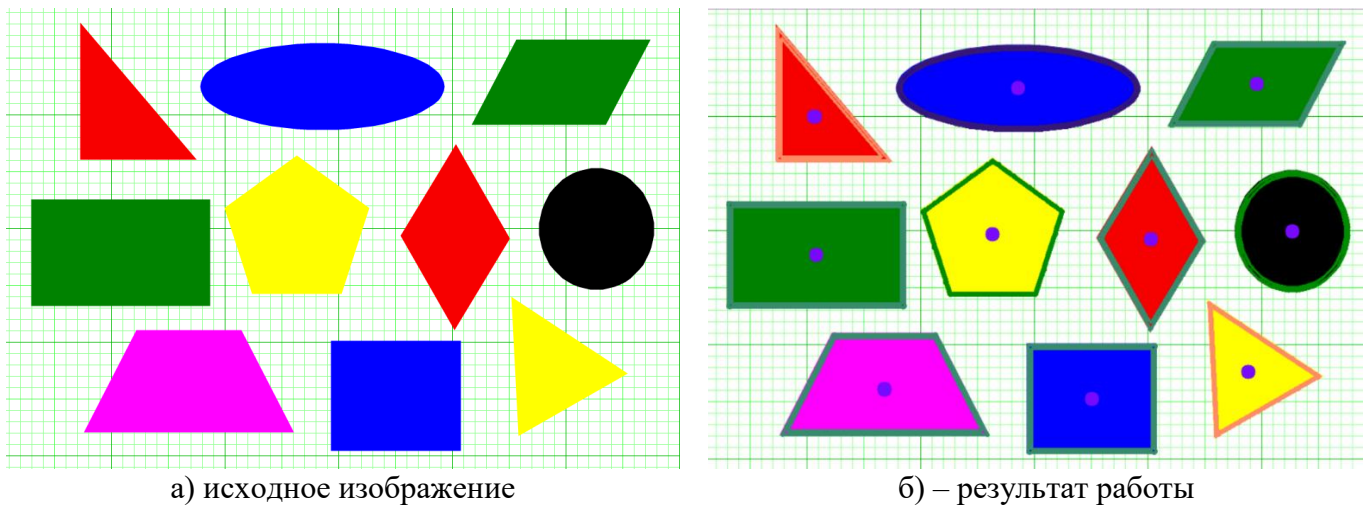 а) исходное изображение
б) – результат работы